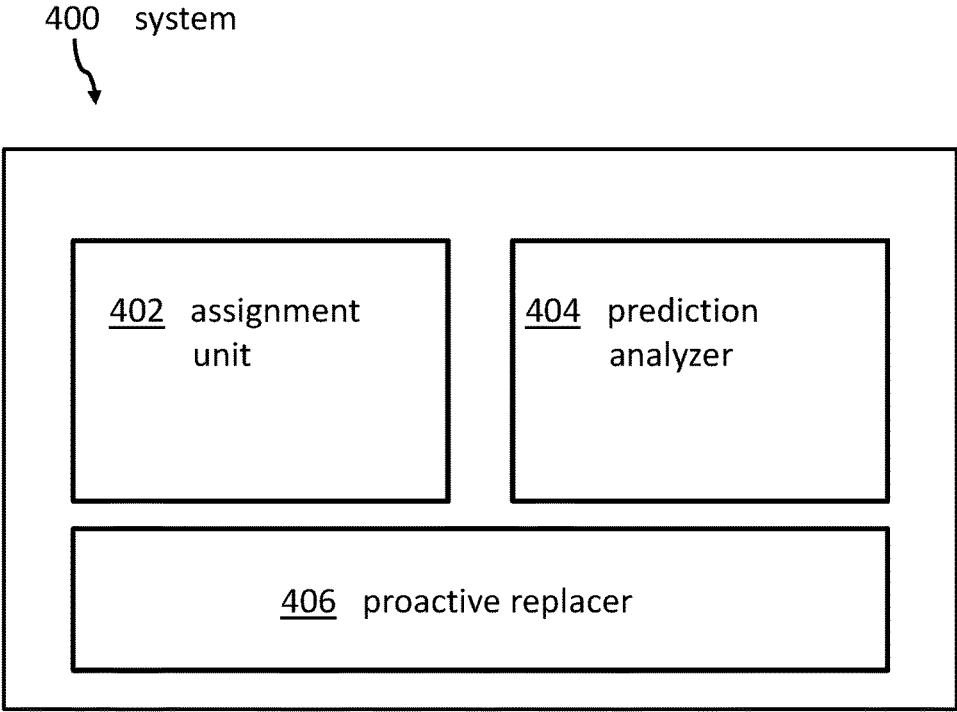 400 system
402 assignment
unit
404 prediction
analyzer
406 proactive replacer